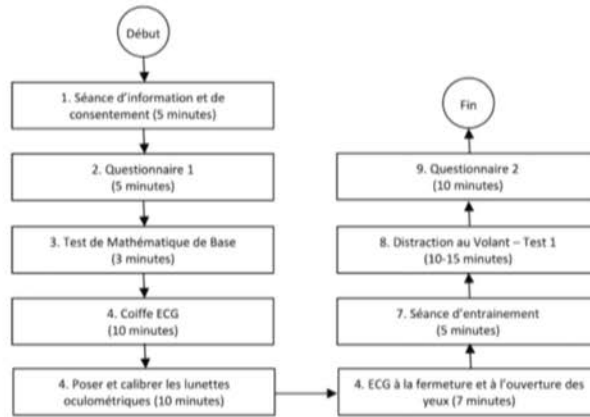 Début
1. Séance d'information et de
consentement (5 minutes)
2. Questionnaire 1
(5 minutes)
3. Test de Mathématique de Base
(3 minutes)
4. Coiffe ECG
(10 minutes)
4. Poser et calibrer les lunettes
oculométriques (10 minutes)
4. ECG à la fermeture et à l'ouverture des
yeux (7 minutes)
7. Séance d'entrainement
(5 minutes)
8. Distraction au Volant – Test 1
(10-15 minutes)
9. Questionnaire 2
(10 minutes)
Fin